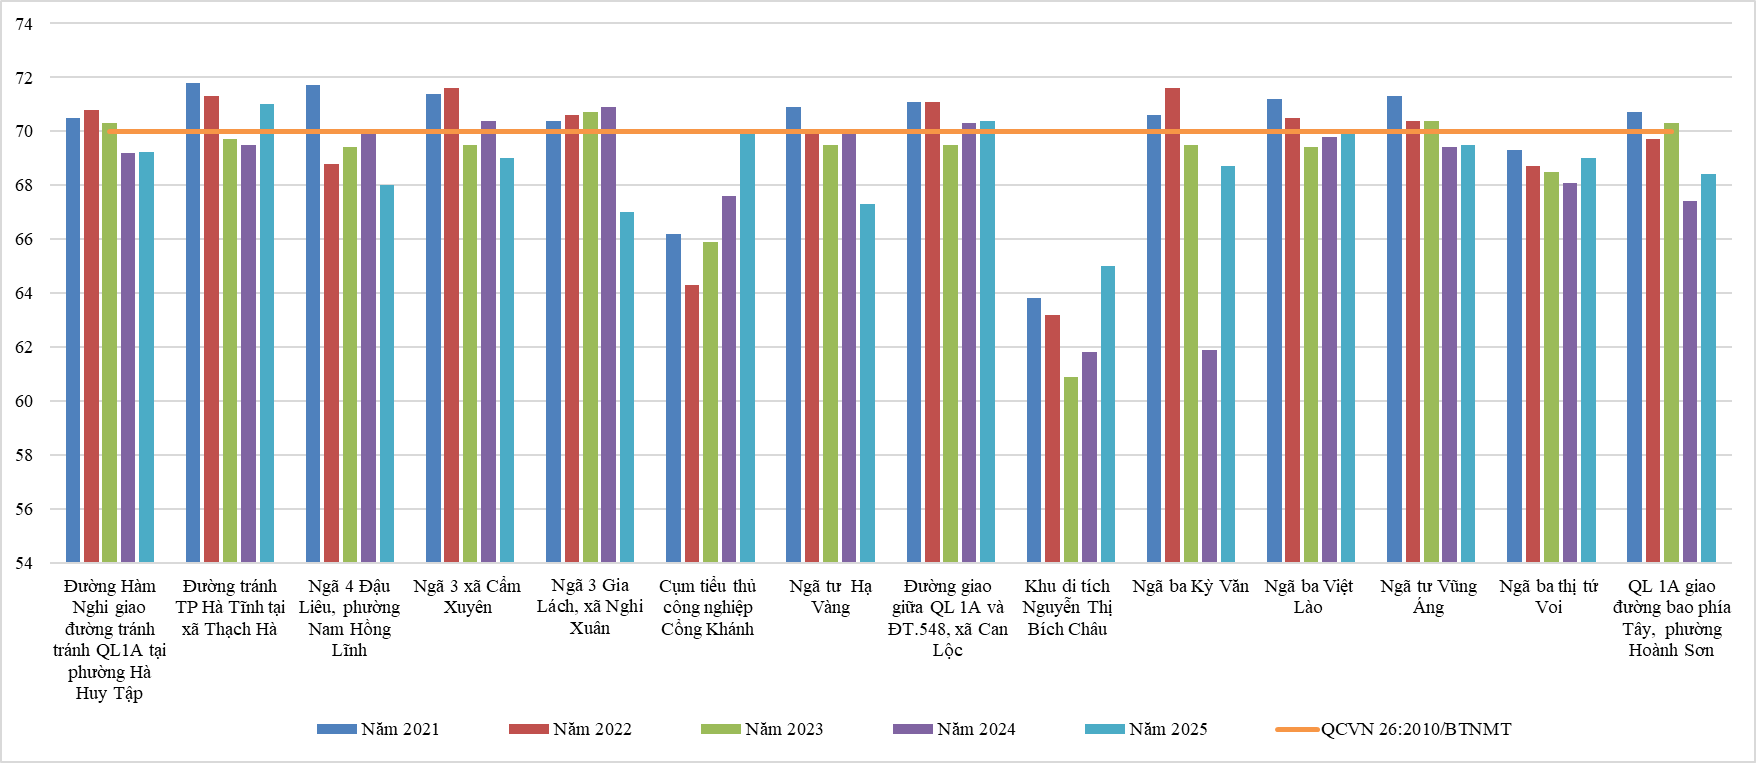 74
72
70
68
66
64
62
60
58
56
54
Đường Hàm
Nghi giao
đường tránh
tránh QL1A tại
phường Hà
Huy Tập
Đường tránh
TP Hà Tĩnh tại
xã Thạch Hà
Ngã 4 Đậu
Liêu, phường
Nam Hồng
Lĩnh
Ngã 3 xã Cẩm
Xuyên
Ngã 3 Gia
Lách, xã Nghi
Xuân
Cụm tiểu thủ
công nghiệp
Cổng Khánh
Ngã tư Hạ
Vàng
Đường giao
giữa QL 1A và
ĐT.548, xã Can
Lộc
Khu di tích
Nguyễn Thị
Bích Châu
Ngã ba Kỳ Văn
Ngã ba Việt
Lào
Ngã tư Vũng
Áng
Ngã ba thị tứ
Voi
QL 1A giao
đường bao phía
Tây, phường
Hoành Sơn
Năm 2021
Năm 2022
Năm 2023
Năm 2024
Năm 2025
QCVN 26:2010/BTNMT